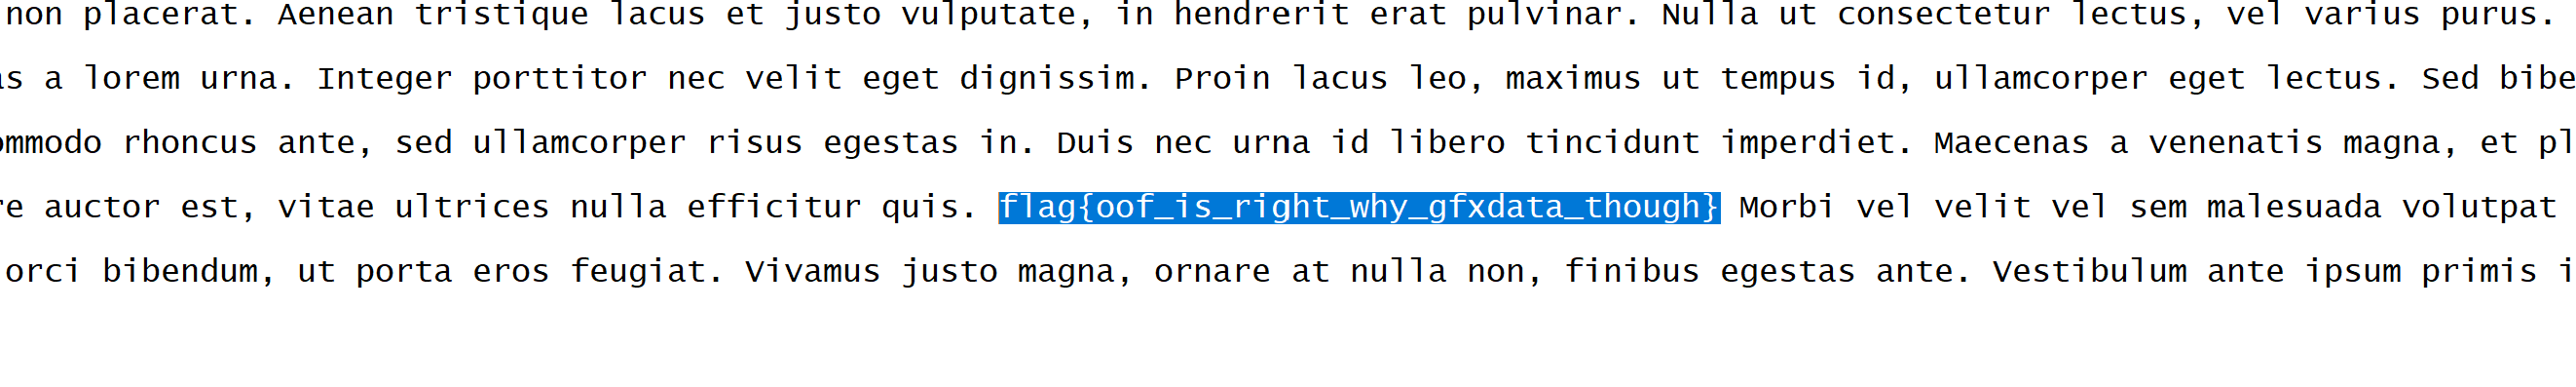 non placerat. Aenean tristique lacus et justo vulputate, in hendrerit erat pulvinar. Nulla ut consectetur lectus, vel varius purus.
as a lorem urna. Integer porttitor nec velit eget dignissim. Proin lacus leo, maximus ut tempus id, ullamcorper eget lectus. Sed bibe
ommodo rhoncus ante, sed ullamcorper risus egestas in. Duis nec urna id libero tincidunt imperdiet. Maecenas a venenatis magna, et pl
re auctor est, vitae ultrices nulla efficitur quis. flag{oof_is_right_why_gfxdata_though} Morbi vel velit vel sem malesuada volutpat
orci bibendum, ut porta eros feugiat. Vivamus justo magna, ornare at nulla non, finibus egestas ante. Vestibulum ante ipsum primis i